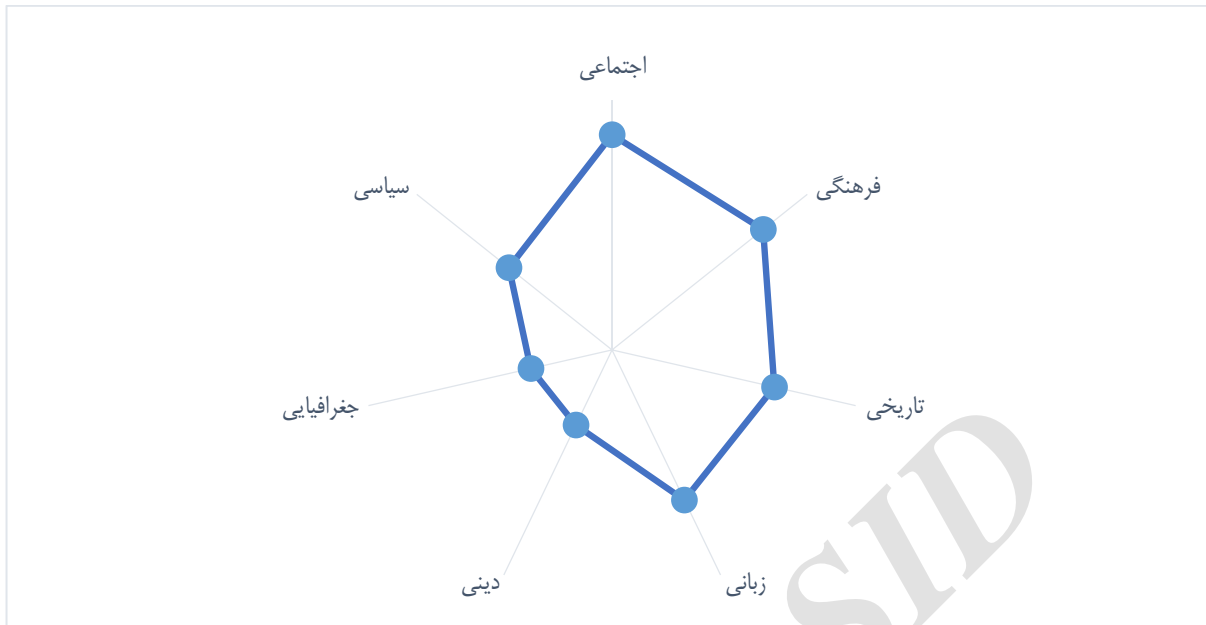 اجتماعی
فرهنگی
تاریخی
زبانی
دینی
جغرافیایی
سیاسی
SID